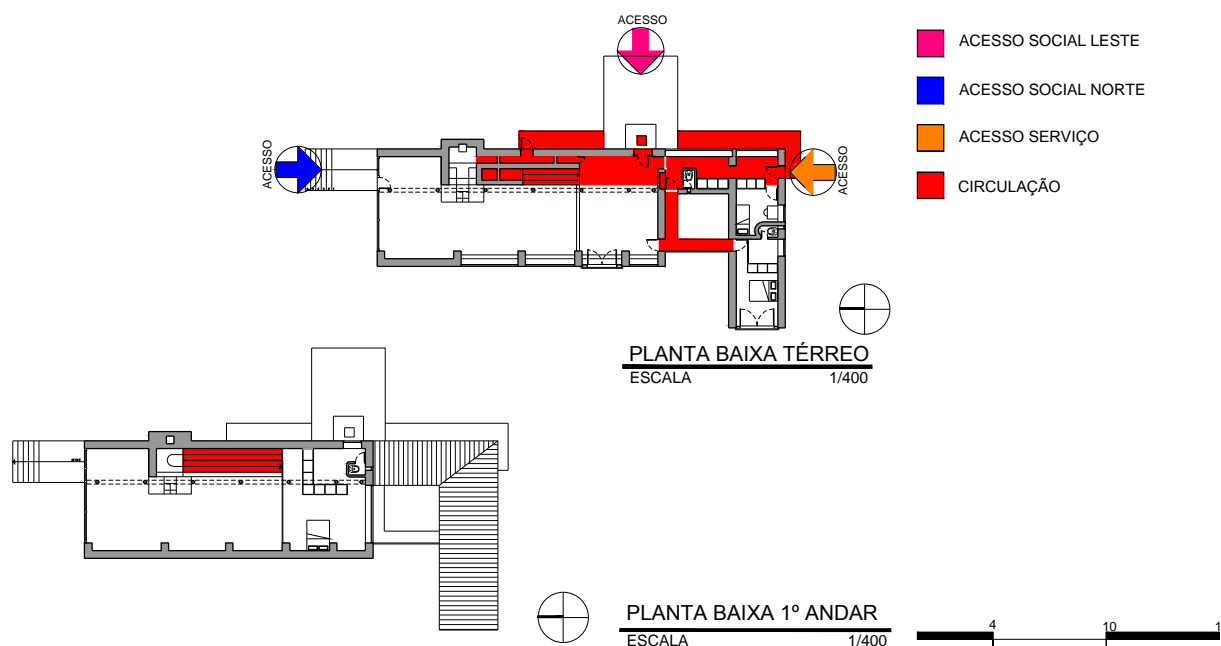 ACESSO
ACESSO SOCIAL LESTE
ACESSO SOCIAL NORTE
ACESSO
ACESSO
ACESSO SERVIÇO
CIRCULAÇÃO
PLANTA BAIXA TÉRREO
ESCALA 1/400
PLANTA BAIXA 1º ANDAR
ESCALA 1/400
4 10